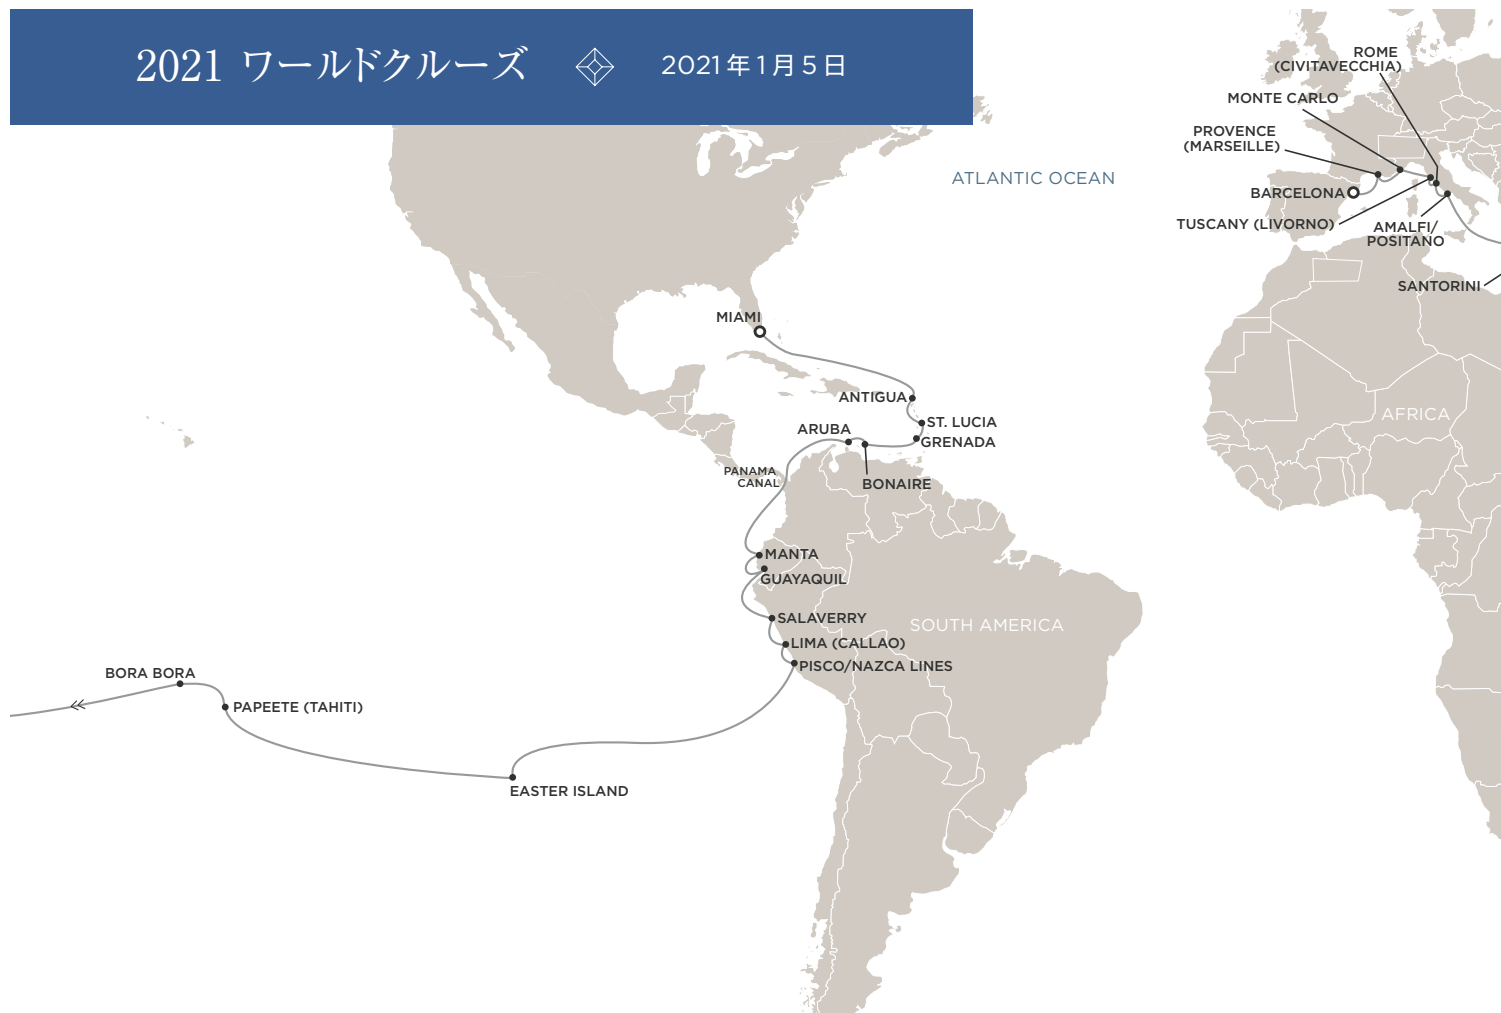 2021 ワールドクルーズ
2021年1月5日
ROME
(CIVITAVECCHIA)
MONTE CARLO
PROVENCE
(MARSEILLE)
ATLANTIC OCEAN
BARCELONA
TUSCANY (LIVORNO)
AMALFI/
POSITANO
SANTORINI
MIAMI
ANTIGUA
ST. LUCIA
GRENADA
ARUBA
BONAIRE
PANAMA
CANAL
AFRICA
MANTA
GUAYAQUIL
SALAVERRY
SOUTH AMERICA
LIMA (CALLAO)
PISCO/NAZCA LINES
BORA BORA
PAPEETE (TAHITI)
EASTER ISLAND